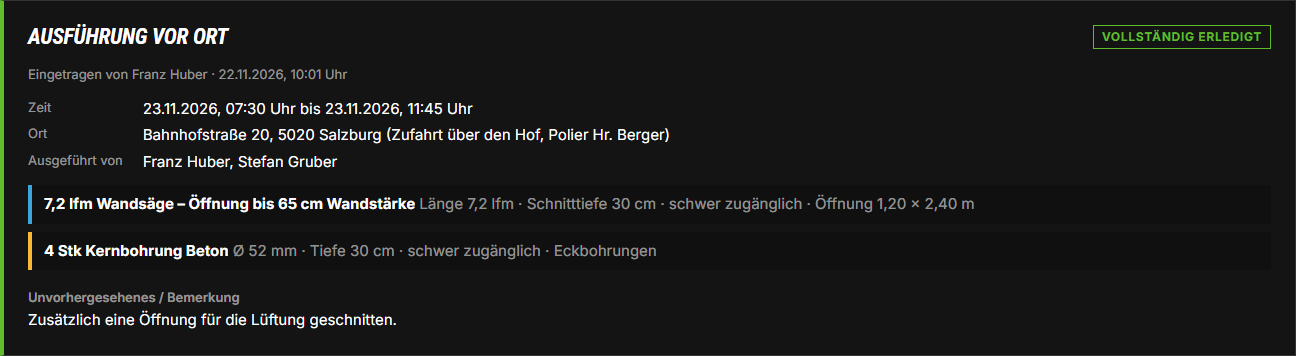 AUSFÜHRUNG VOR ORT
VOLLSTÄNDIG ERLEDIGT
Eingetragen von Franz Huber · 22.11.2026, 10:01 Uhr
Zeit 23.11.2026, 07:30 Uhr bis 23.11.2026, 11:45 Uhr
Ort Bahnhofstraße 20, 5020 Salzburg (Zufahrt über den Hof, Polier Hr. Berger)
Ausgeführt von Franz Huber, Stefan Gruber
7,2 lfm Wandsäge – Öffnung bis 65 cm Wandstärke Länge 7,2 lfm · Schnitttiefe 30 cm · schwer zugänglich · Öffnung 1,20 × 2,40 m
4 Stk Kernbohrung Beton Ø 52 mm · Tiefe 30 cm · schwer zugänglich · Eckbohrungen
Unvorhergesehenes / Bemerkung
Zusätzlich eine Öffnung für die Lüftung geschnitten.